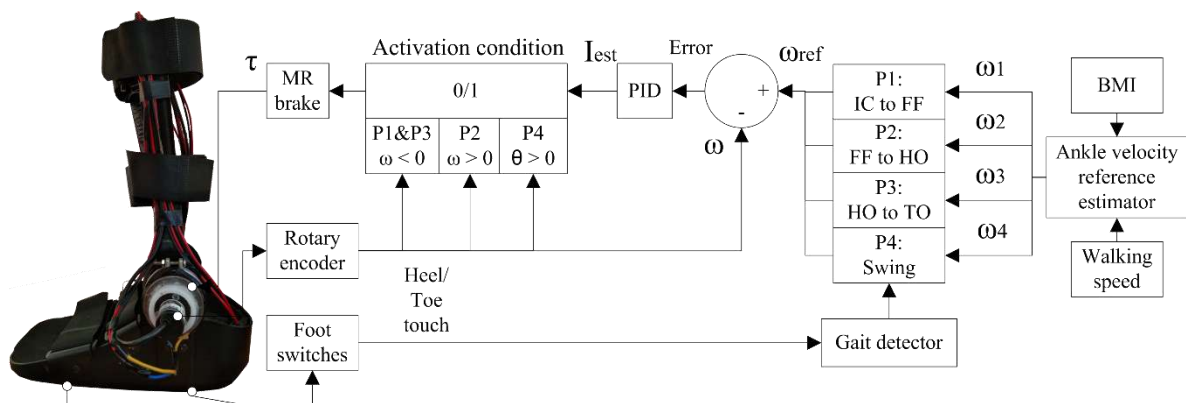 Activation condition
τ
MR
brake
0/1
P1&P3
ω < 0
P2
ω > 0
P4
θ > 0
Iest
PID
Error
+
-
ω
ωref
P1:
IC to FF
P2:
FF to HO
P3:
HO to TO
P4:
Swing
ω1
ω2
ω3
ω4
BMI
Ankle velocity
reference
estimator
Walking
speed
Rotary
encoder
Heel/
Toe
touch
Foot
switches
Gait detector